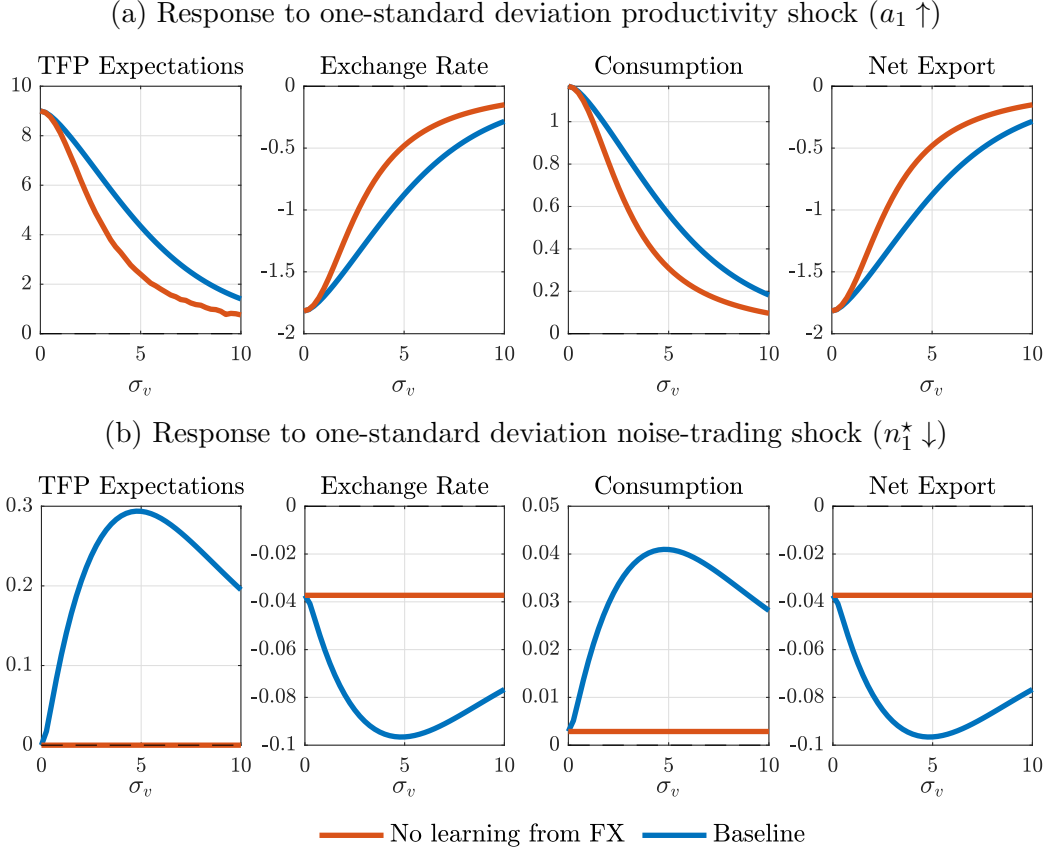 (a) Response to one-standard deviation productivity shock (a₁ ↑)
TFP Expectations Exchange Rate Consumption Net Export
10
8
6
4
2
0
0 5 10
σᵥ
0
-0.5
-1
-1.5
-2
0 5 10
σᵥ
1
0.8
0.6
0.4
0.2
0
0 5 10
σᵥ
0
-0.5
-1
-1.5
-2
0 5 10
σᵥ
(b) Response to one-standard deviation noise-trading shock (n₁* ↓)
TFP Expectations Exchange Rate Consumption Net Export
0.3
0.2
0.1
0
0 5 10
σᵥ
0
-0.02
-0.04
-0.06
-0.08
-0.1
0 5 10
σᵥ
0.05
0.04
0.03
0.02
0.01
0
0 5 10
σᵥ
0
-0.02
-0.04
-0.06
-0.08
-0.1
0 5 10
σᵥ
No learning from FX Baseline